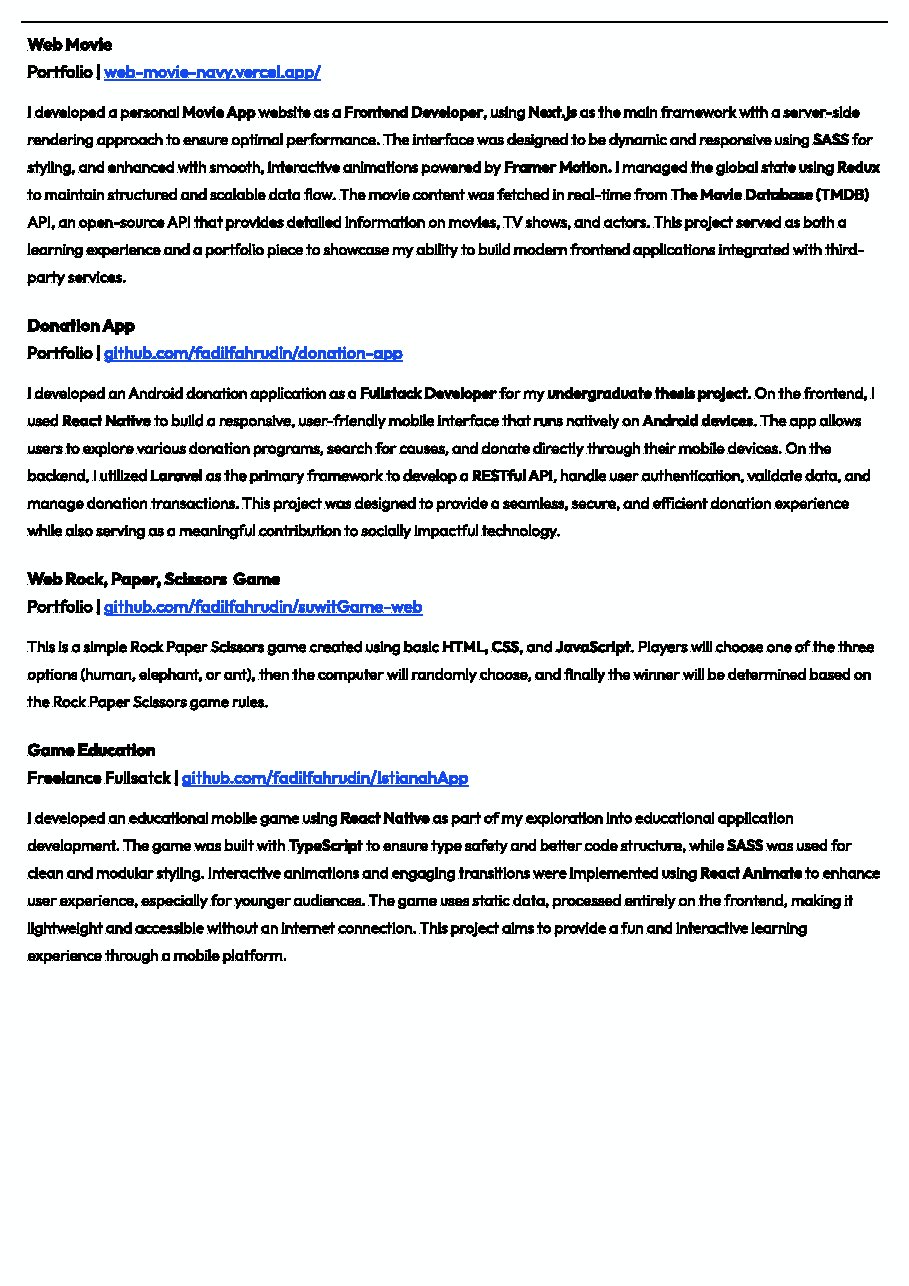 Web Movie
Portfolio | web-movie-navy.vercel.app/
I developed a personal Movie App website as a Frontend Developer, using Next.js as the main framework with a server-side
rendering approach to ensure optimal performance. The interface was designed to be dynamic and responsive using SASS for
styling, and enhanced with smooth, interactive animations powered by Framer Motion. I managed the global state using Redux
to maintain structured and scalable data flow. The movie content was fetched in real-time from The Movie Database (TMDB)
API, an open-source API that provides detailed information on movies, TV shows, and actors. This project served as both a
learning experience and a portfolio piece to showcase my ability to build modern frontend applications integrated with third-
party services.
Donation App
Portfolio | github.com/fadilfahrudin/donation-app
I developed an Android donation application as a Fullstack Developer for my undergraduate thesis project. On the frontend, I
used React Native to build a responsive, user-friendly mobile interface that runs natively on Android devices. The app allows
users to explore various donation programs, search for causes, and donate directly through their mobile devices. On the
backend, I utilized Laravel as the primary framework to develop a RESTful API, handle user authentication, validate data, and
manage donation transactions. This project was designed to provide a seamless, secure, and efficient donation experience
while also serving as a meaningful contribution to socially impactful technology.
Web Rock, Paper, Scissors Game
Portfolio | github.com/fadilfahrudin/suwitGame-web
This is a simple Rock Paper Scissors game created using basic HTML, CSS, and JavaScript. Players will choose one of the three
options (human, elephant, or ant), then the computer will randomly choose, and finally the winner will be determined based on
the Rock Paper Scissors game rules.
Game Education
Freelance Fullsatck | github.com/fadilfahrudin/IstianahApp
I developed an educational mobile game using React Native as part of my exploration into educational application
development. The game was built with TypeScript to ensure type safety and better code structure, while SASS was used for
clean and modular styling. Interactive animations and engaging transitions were implemented using React Animate to enhance
user experience, especially for younger audiences. The game uses static data, processed entirely on the frontend, making it
lightweight and accessible without an internet connection. This project aims to provide a fun and interactive learning
experience through a mobile platform.